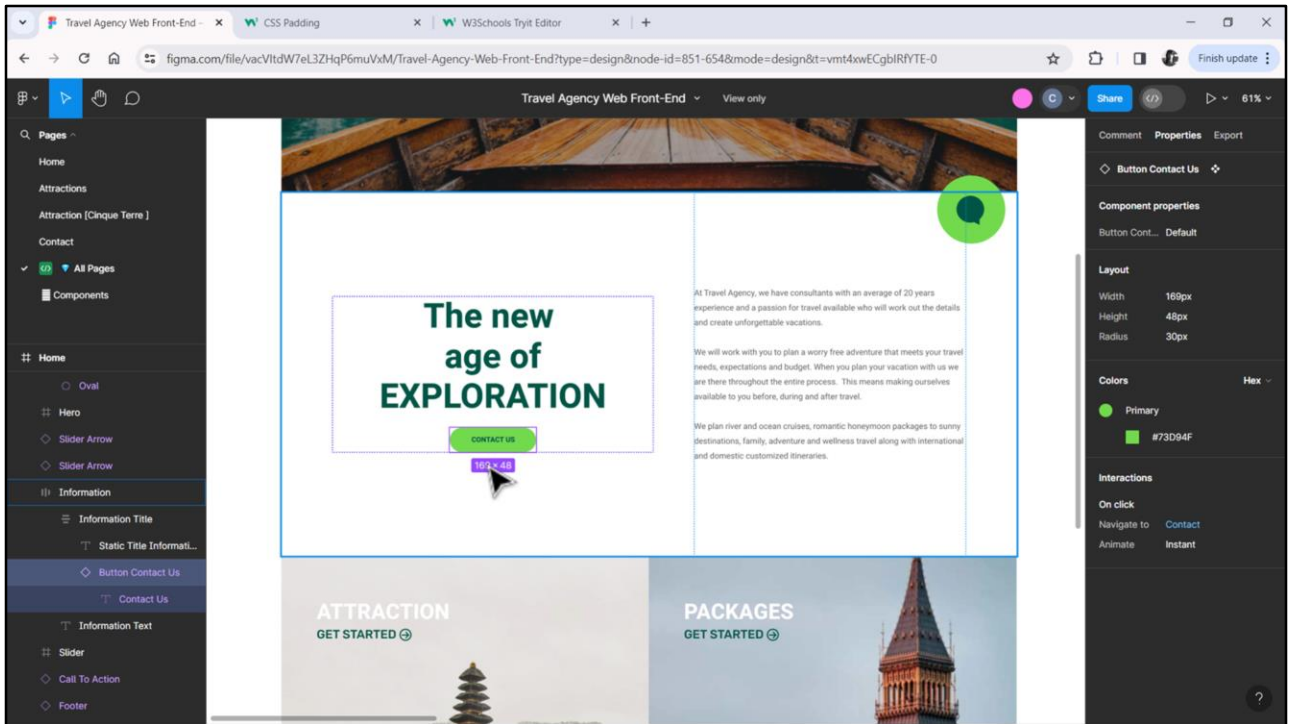 Travel Agency Web Front-End –
CSS Padding
W3Schools Tryit Editor
figma.com/file/vacVItdW7eL3ZHqP6muVxM/Travel-Agency-Web-Front-End?type=design&node-id=851-654&mode=design&t=vmt4xwECgbIRfYTE-0
Finish update
Travel Agency Web Front-End
View only
C
Share
61%
Pages
Home
Attractions
Attraction [Cinque Terre ]
Contact
All Pages
Components
Home
Oval
Hero
Slider Arrow
Slider Arrow
Information
Information Title
Static Title Informati...
Button Contact Us
Contact Us
Information Text
Slider
Call To Action
Footer
The new
age of
EXPLORATION
CONTACT US
169 × 48
At Travel Agency, we have consultants with an average of 20 years
experience and a passion for travel available who will work out the details
and create unforgettable vacations.
We will work with you to plan a worry free adventure that meets your travel
needs, expectations and budget. When you plan your vacation with us we
are there throughout the entire process. This means making ourselves
available to you before, during and after travel.
We plan river and ocean cruises, romantic honeymoon packages to sunny
destinations, family, adventure and wellness travel along with international
and domestic customized itineraries.
ATTRACTION
GET STARTED
PACKAGES
GET STARTED
Comment Properties Export
Button Contact Us
Component properties
Button Cont... Default
Layout
Width 169px
Height 48px
Radius 30px
Colors Hex
Primary
#73D94F
Interactions
On click
Navigate to Contact
Animate Instant
?